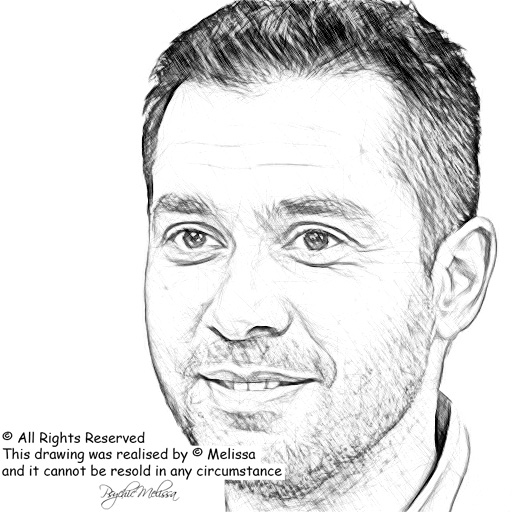 © All Rights Reserved
This drawing was realised by © Melissa
and it cannot be resold in any circumstance
Psychic Melissa